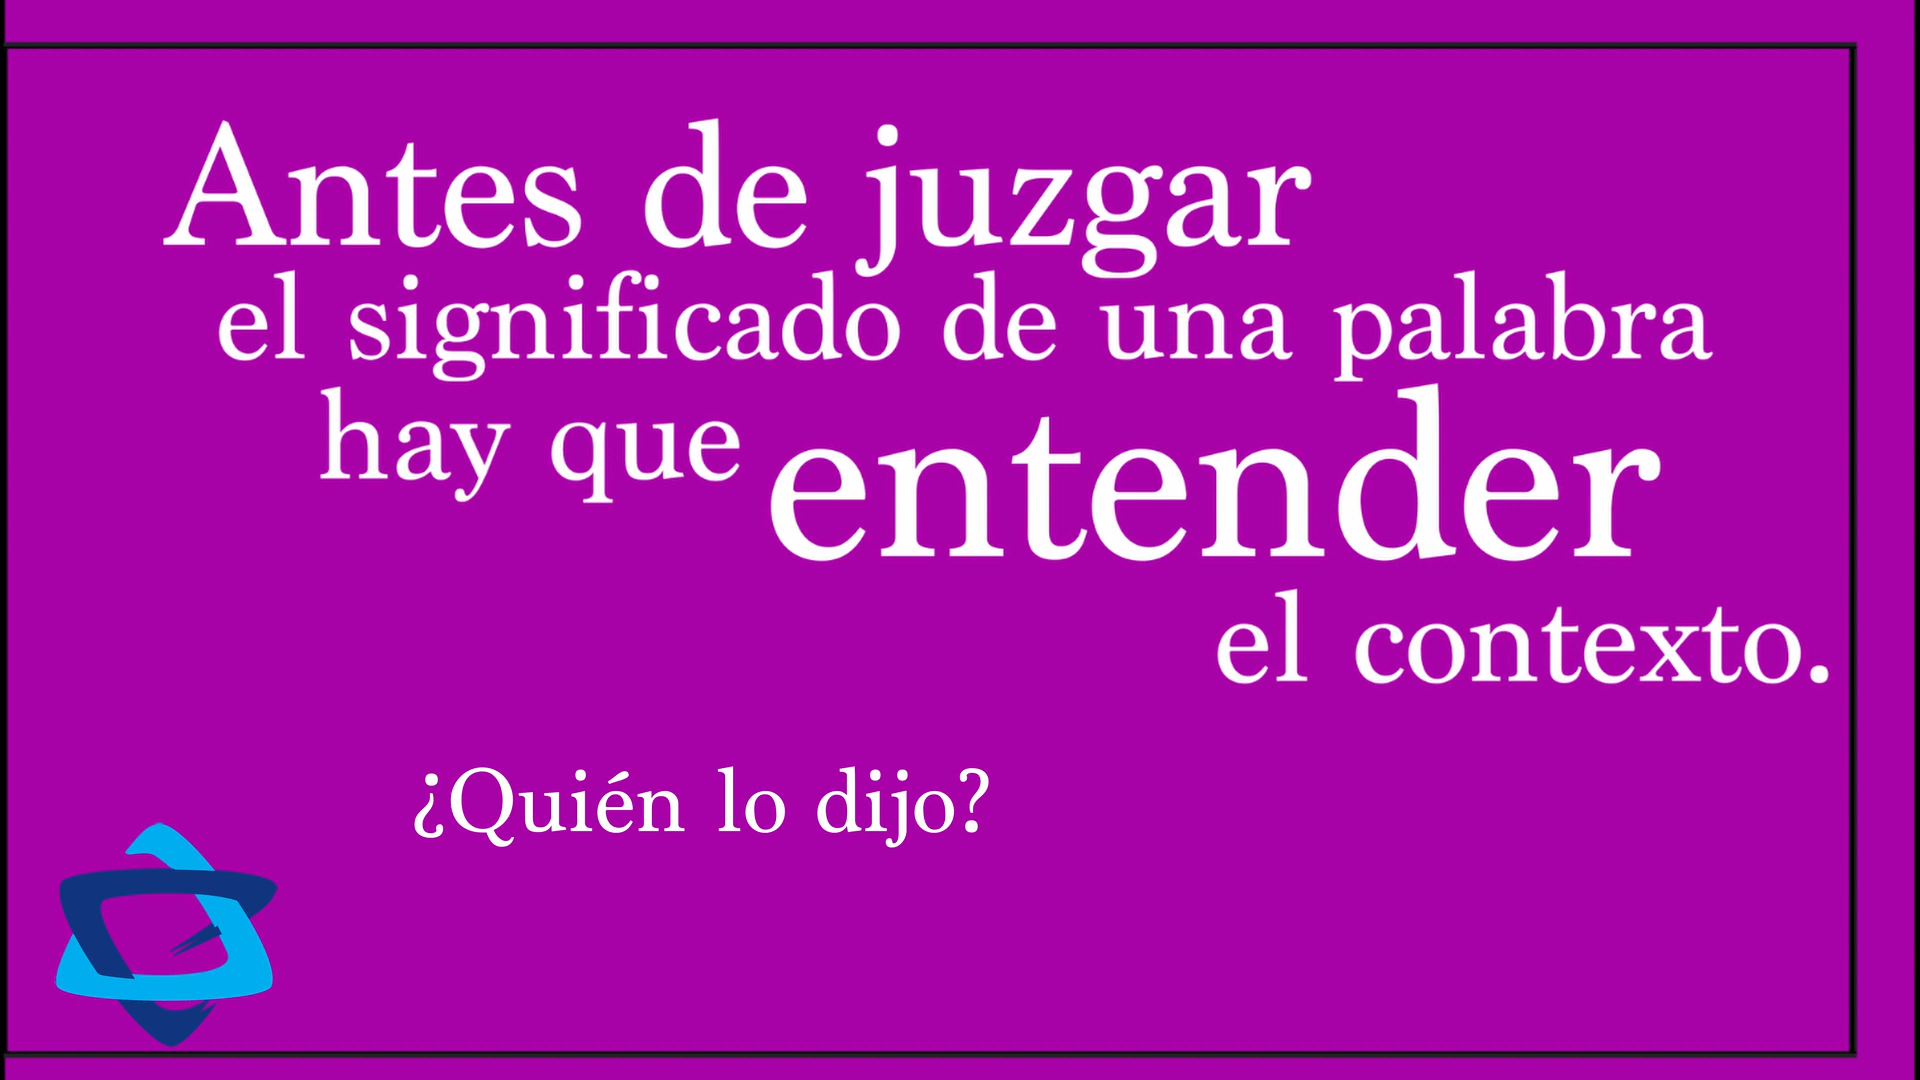 Antes de juzgar
el significado de una palabra
hay que entender
el contexto.
¿Quién lo dijo?